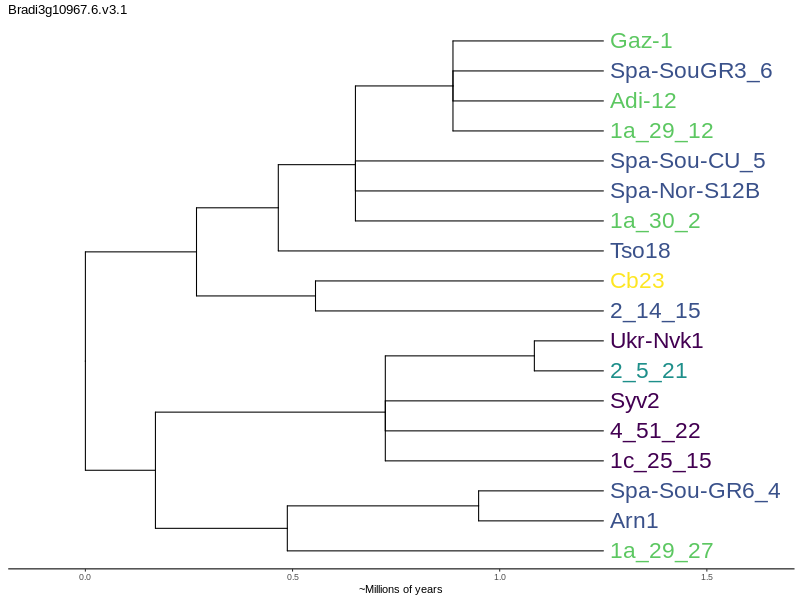 Bradi3g10967.6.v3.1
Gaz-1
Spa-SouGR3_6
Adi-12
1a_29_12
Spa-Sou-CU_5
Spa-Nor-S12B
1a_30_2
Tso18
Cb23
2_14_15
Ukr-Nvk1
2_5_21
Syv2
4_51_22
1c_25_15
Spa-Sou-GR6_4
Arn1
1a_29_27
0.0 0.5 1.0 1.5
~Millions of years